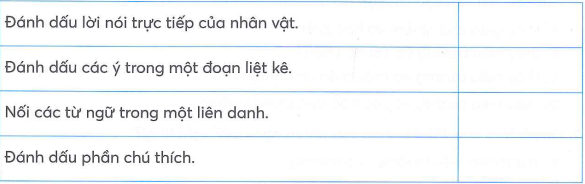 Đánh dấu lời nói trực tiếp của nhân vật.
Đánh dấu các ý trong một đoạn liệt kê.
Nối các từ ngữ trong một liên danh.
Đánh dấu phần chú thích.